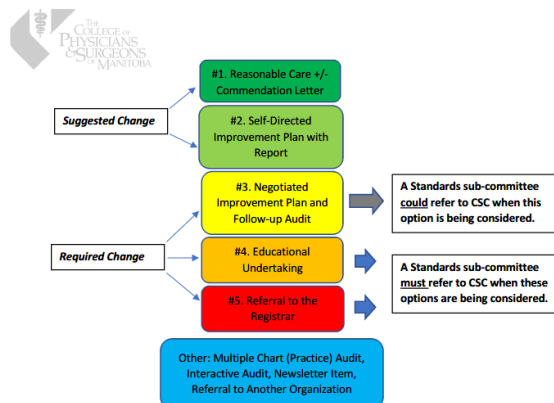 THE
COLLEGE OF
PHYSICIANS
& SURGEONS
OF
MANITOBA
#1. Reasonable Care +/-
Commendation Letter
Suggested Change
#2. Self-Directed
Improvement Plan with
Report
#3. Negotiated
Improvement Plan and
Follow-up Audit
A Standards sub-committee
could refer to CSC when this
option is being considered.
Required Change
#4. Educational
Undertaking
A Standards sub-committee
must refer to CSC when these
options are being considered.
#5. Referral to the
Registrar
Other: Multiple Chart (Practice) Audit,
Interactive Audit, Newsletter Item,
Referral to Another Organization